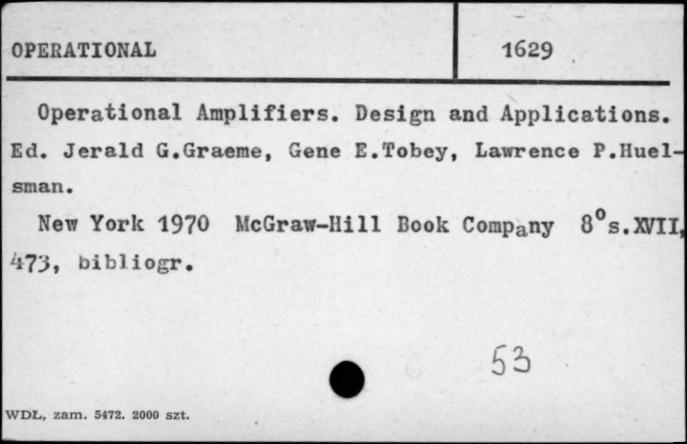 OPERATIONAL 1629
Operational Amplifiers. Design and Applications.
Ed. Jerald G.Graeme, Gene E.Tobey, Lawrence P.Huel-
sman.
New York 1970 McGraw-Hill Book Company 8°s.XVII,
473, bibliogr.
53
WDL, zam. 5472. 2000 szt.